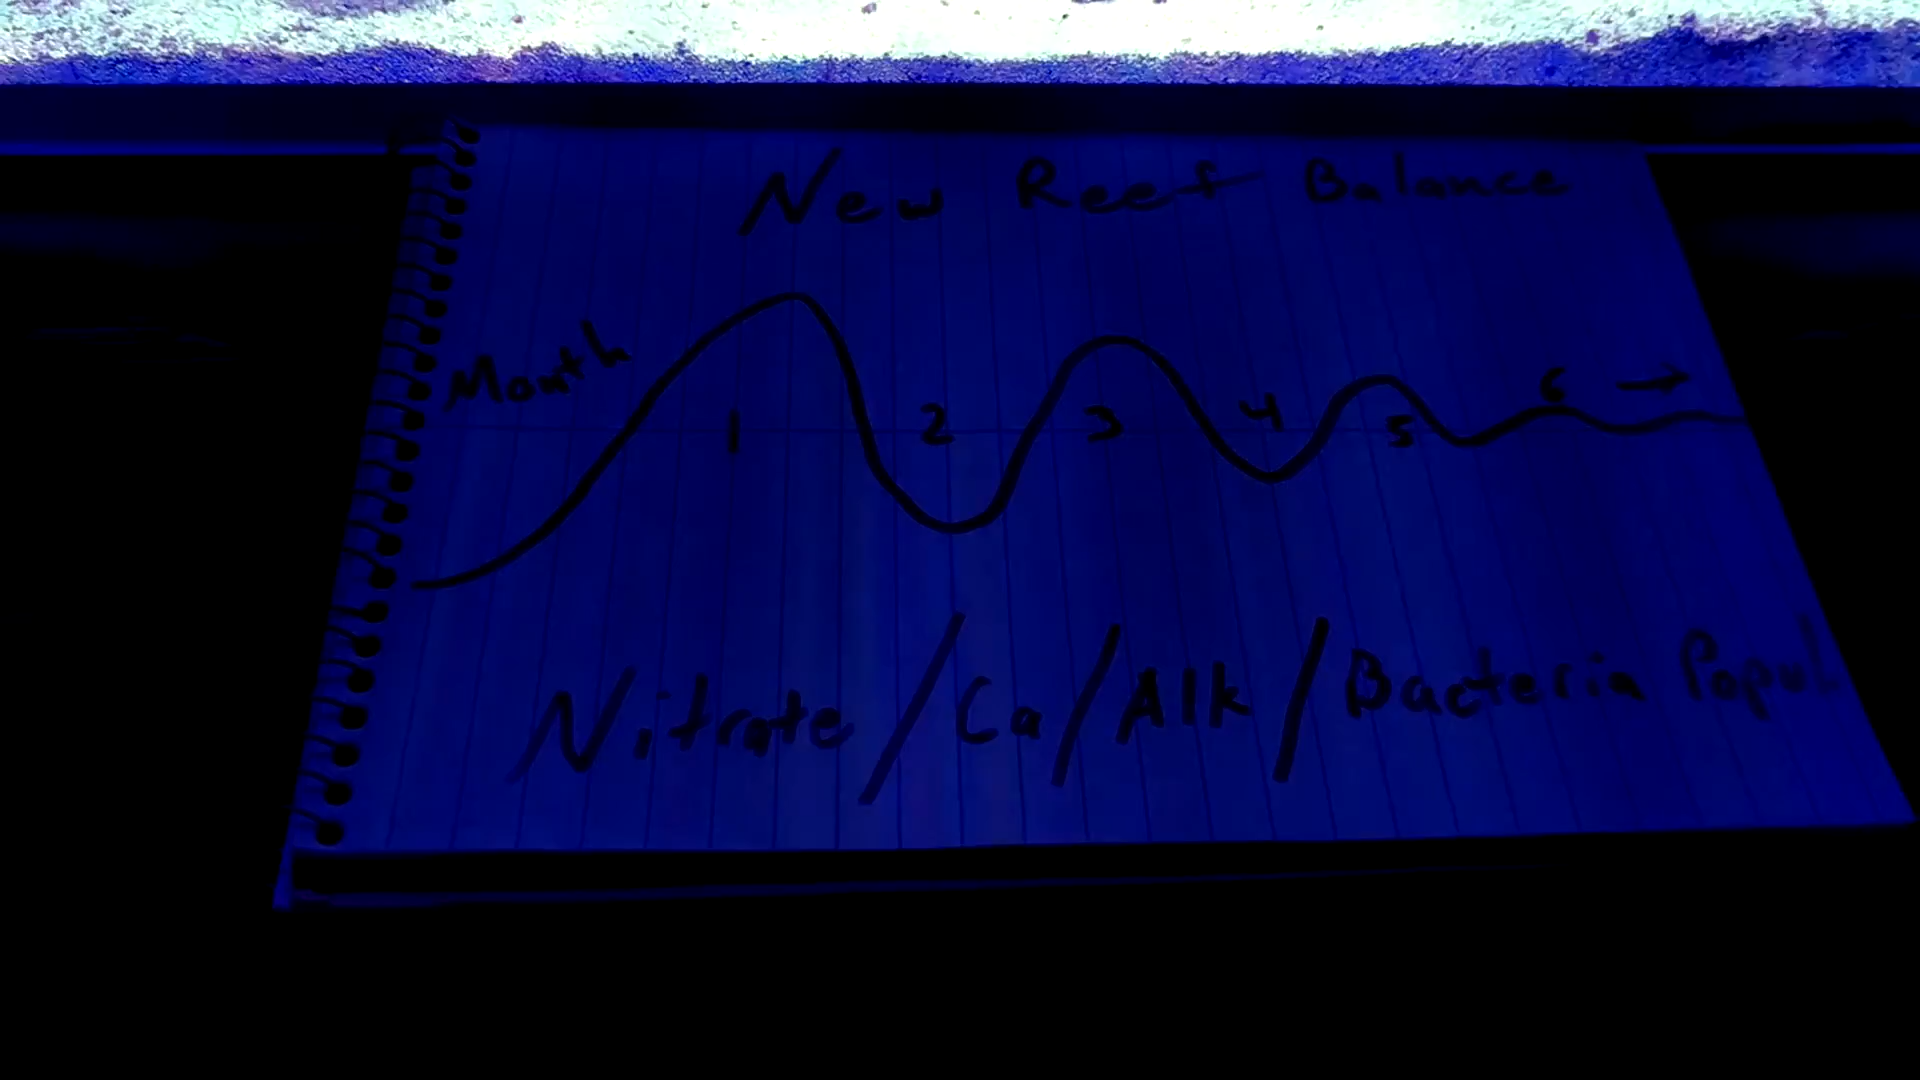 New Reef Balance
Month
1 2 3 4 5 6 →
Nitrate / Ca / Alk / Bacteria Popul